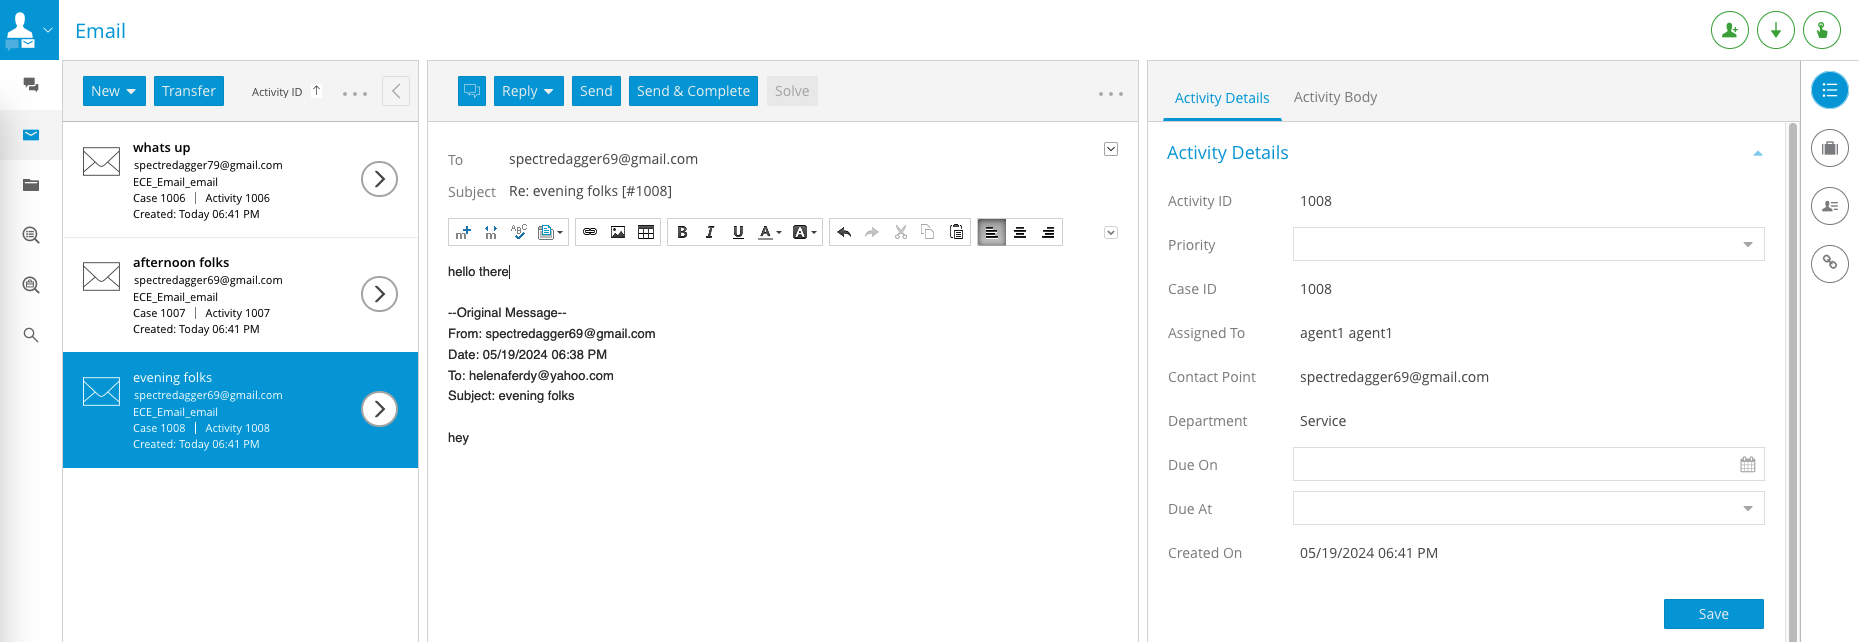 Email
New
Transfer
Activity ID
whats up
spectredagger79@gmail.com
ECE_Email_email
Case 1006 | Activity 1006
Created: Today 06:41 PM
afternoon folks
spectredagger69@gmail.com
ECE_Email_email
Case 1007 | Activity 1007
Created: Today 06:41 PM
evening folks
spectredagger69@gmail.com
ECE_Email_email
Case 1008 | Activity 1008
Created: Today 06:41 PM
Reply
Send
Send & Complete
Solve
To spectredagger69@gmail.com
Subject Re: evening folks [#1008]
m m ABC B I U A A
hello there
--Original Message--
From: spectredagger69@gmail.com
Date: 05/19/2024 06:38 PM
To: helenaferdy@yahoo.com
Subject: evening folks
hey
Activity Details Activity Body
Activity Details
Activity ID 1008
Priority
Case ID 1008
Assigned To agent1 agent1
Contact Point spectredagger69@gmail.com
Department Service
Due On
Due At
Created On 05/19/2024 06:41 PM
Save